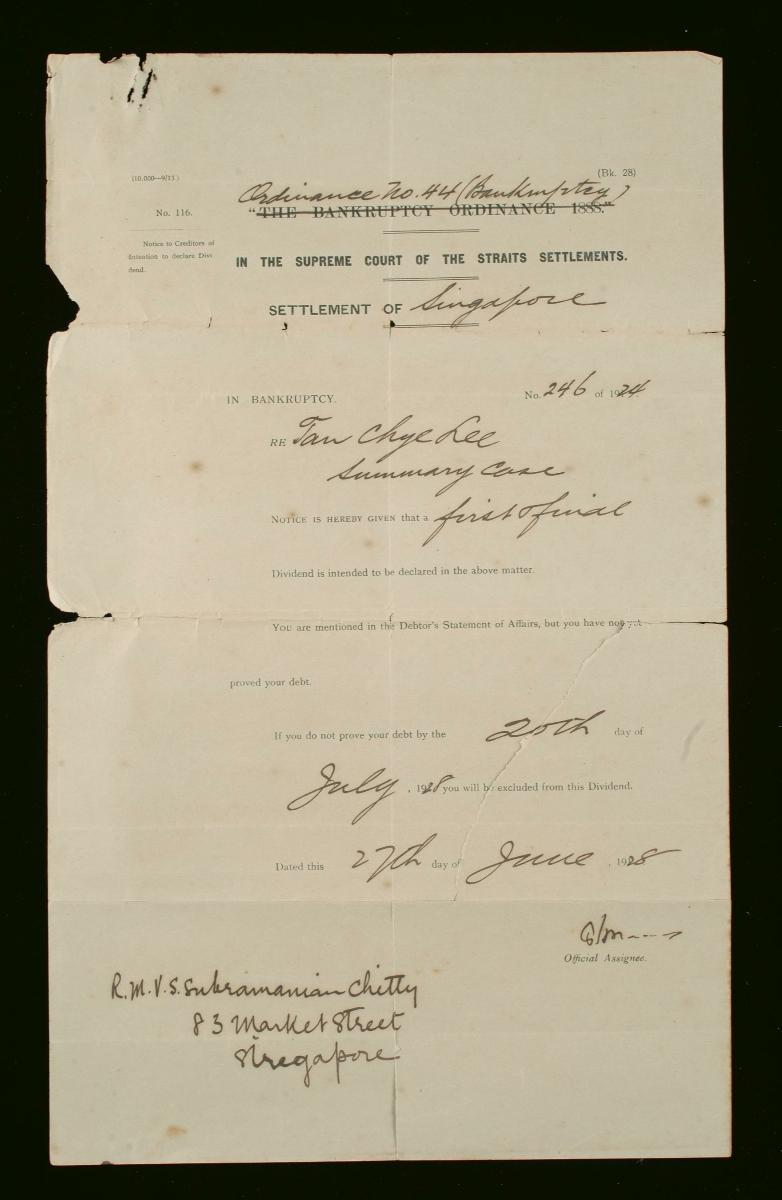 (10,000—9/13.)
(Bk. 28)
Ordinance No. 44 (Bankruptcy)
No. 116.
"THE BANKRUPTCY ORDINANCE 1888."
Notice to Creditors of
Intention to declare Divi
dend.
IN THE SUPREME COURT OF THE STRAITS SETTLEMENTS.
SETTLEMENT OF Singapore
IN BANKRUPTCY.
No. 246 of 1924.
RE Tan Chye Lee
Summary Case
NOTICE IS HEREBY GIVEN that a first & final
Dividend is intended to be declared in the above matter.
YOU are mentioned in the Debtor's Statement of Affairs, but you have not yet
proved your debt.
If you do not prove your debt by the 20th day of
July, 1928 you will be excluded from this Dividend.
Dated this 27th day of June, 1928
Official Assignee.
R.M.V.S. Subramanian Chitty
83 Market Street
Singapore